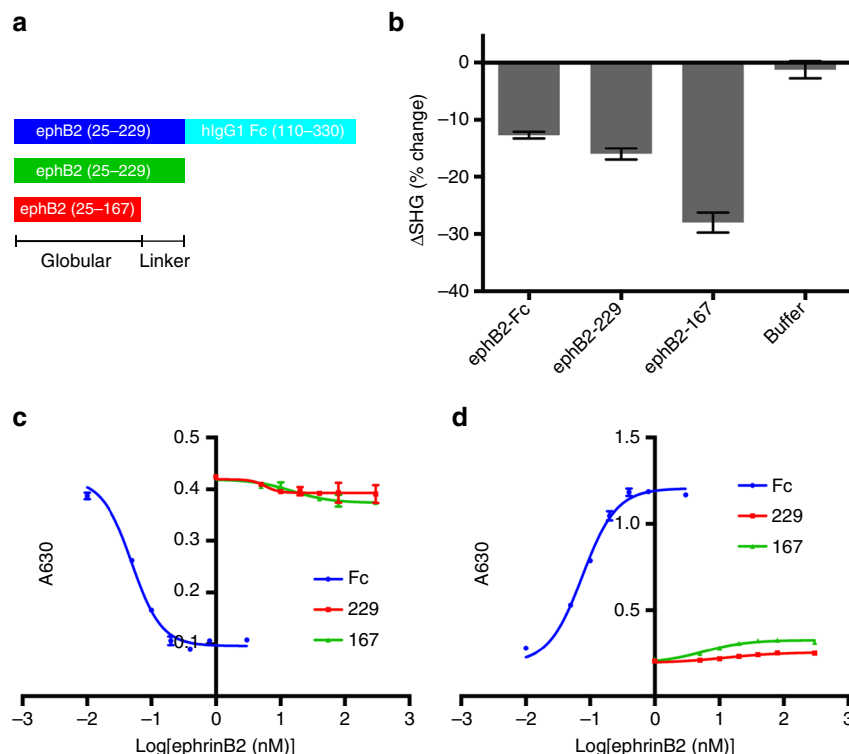 a
ephB2 (25–229) hIgG1 Fc (110–330)
ephB2 (25–229)
ephB2 (25–167)
Globular Linker
b
0
−10
−20
−30
−40
ΔSHG (% change)
ephB2-Fc
ephB2-229
ephB2-167
Buffer
c
0.5
0.4
0.3
0.2
0.1
A630
Fc
229
167
−3 −2 −1 0 1 2 3
Log[ephrinB2 (nM)]
d
1.5
1.0
0.5
A630
Fc
229
167
−3 −2 −1 0 1 2 3
Log[ephrinB2 (nM)]